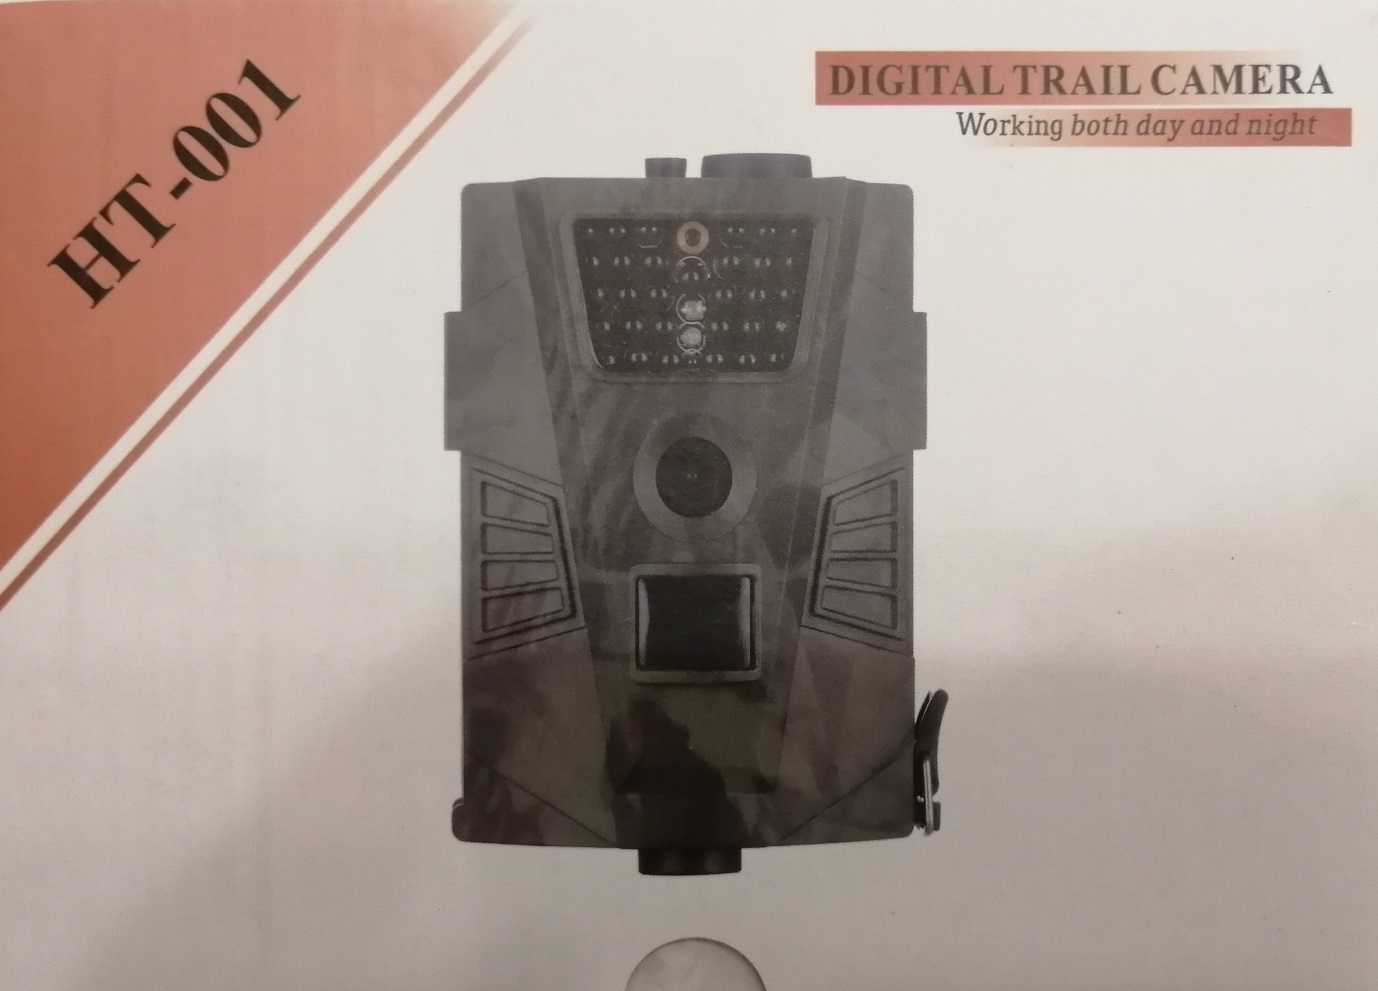 HT-001
DIGITAL TRAIL CAMERA
Working both day and night